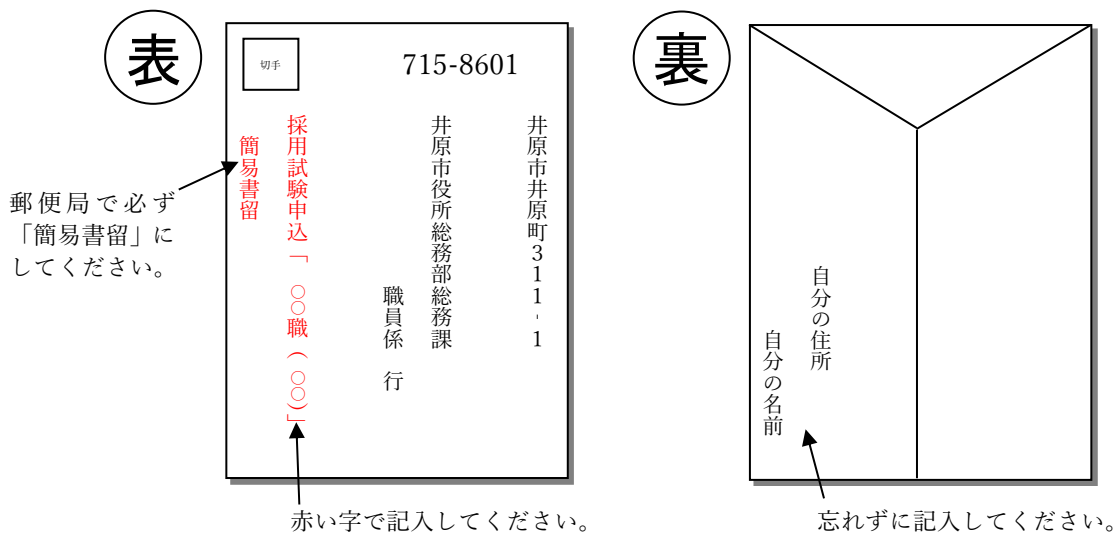 表
切手
715-8601
井原市井原町311-1
井原市役所総務部総務課
職員係 行
採用試験申込「 ○○職（ ○○）」
簡易書留
郵便局で必ず
「簡易書留」に
してください。
赤い字で記入してください。
裏
自分の住所
自分の名前
忘れずに記入してください。